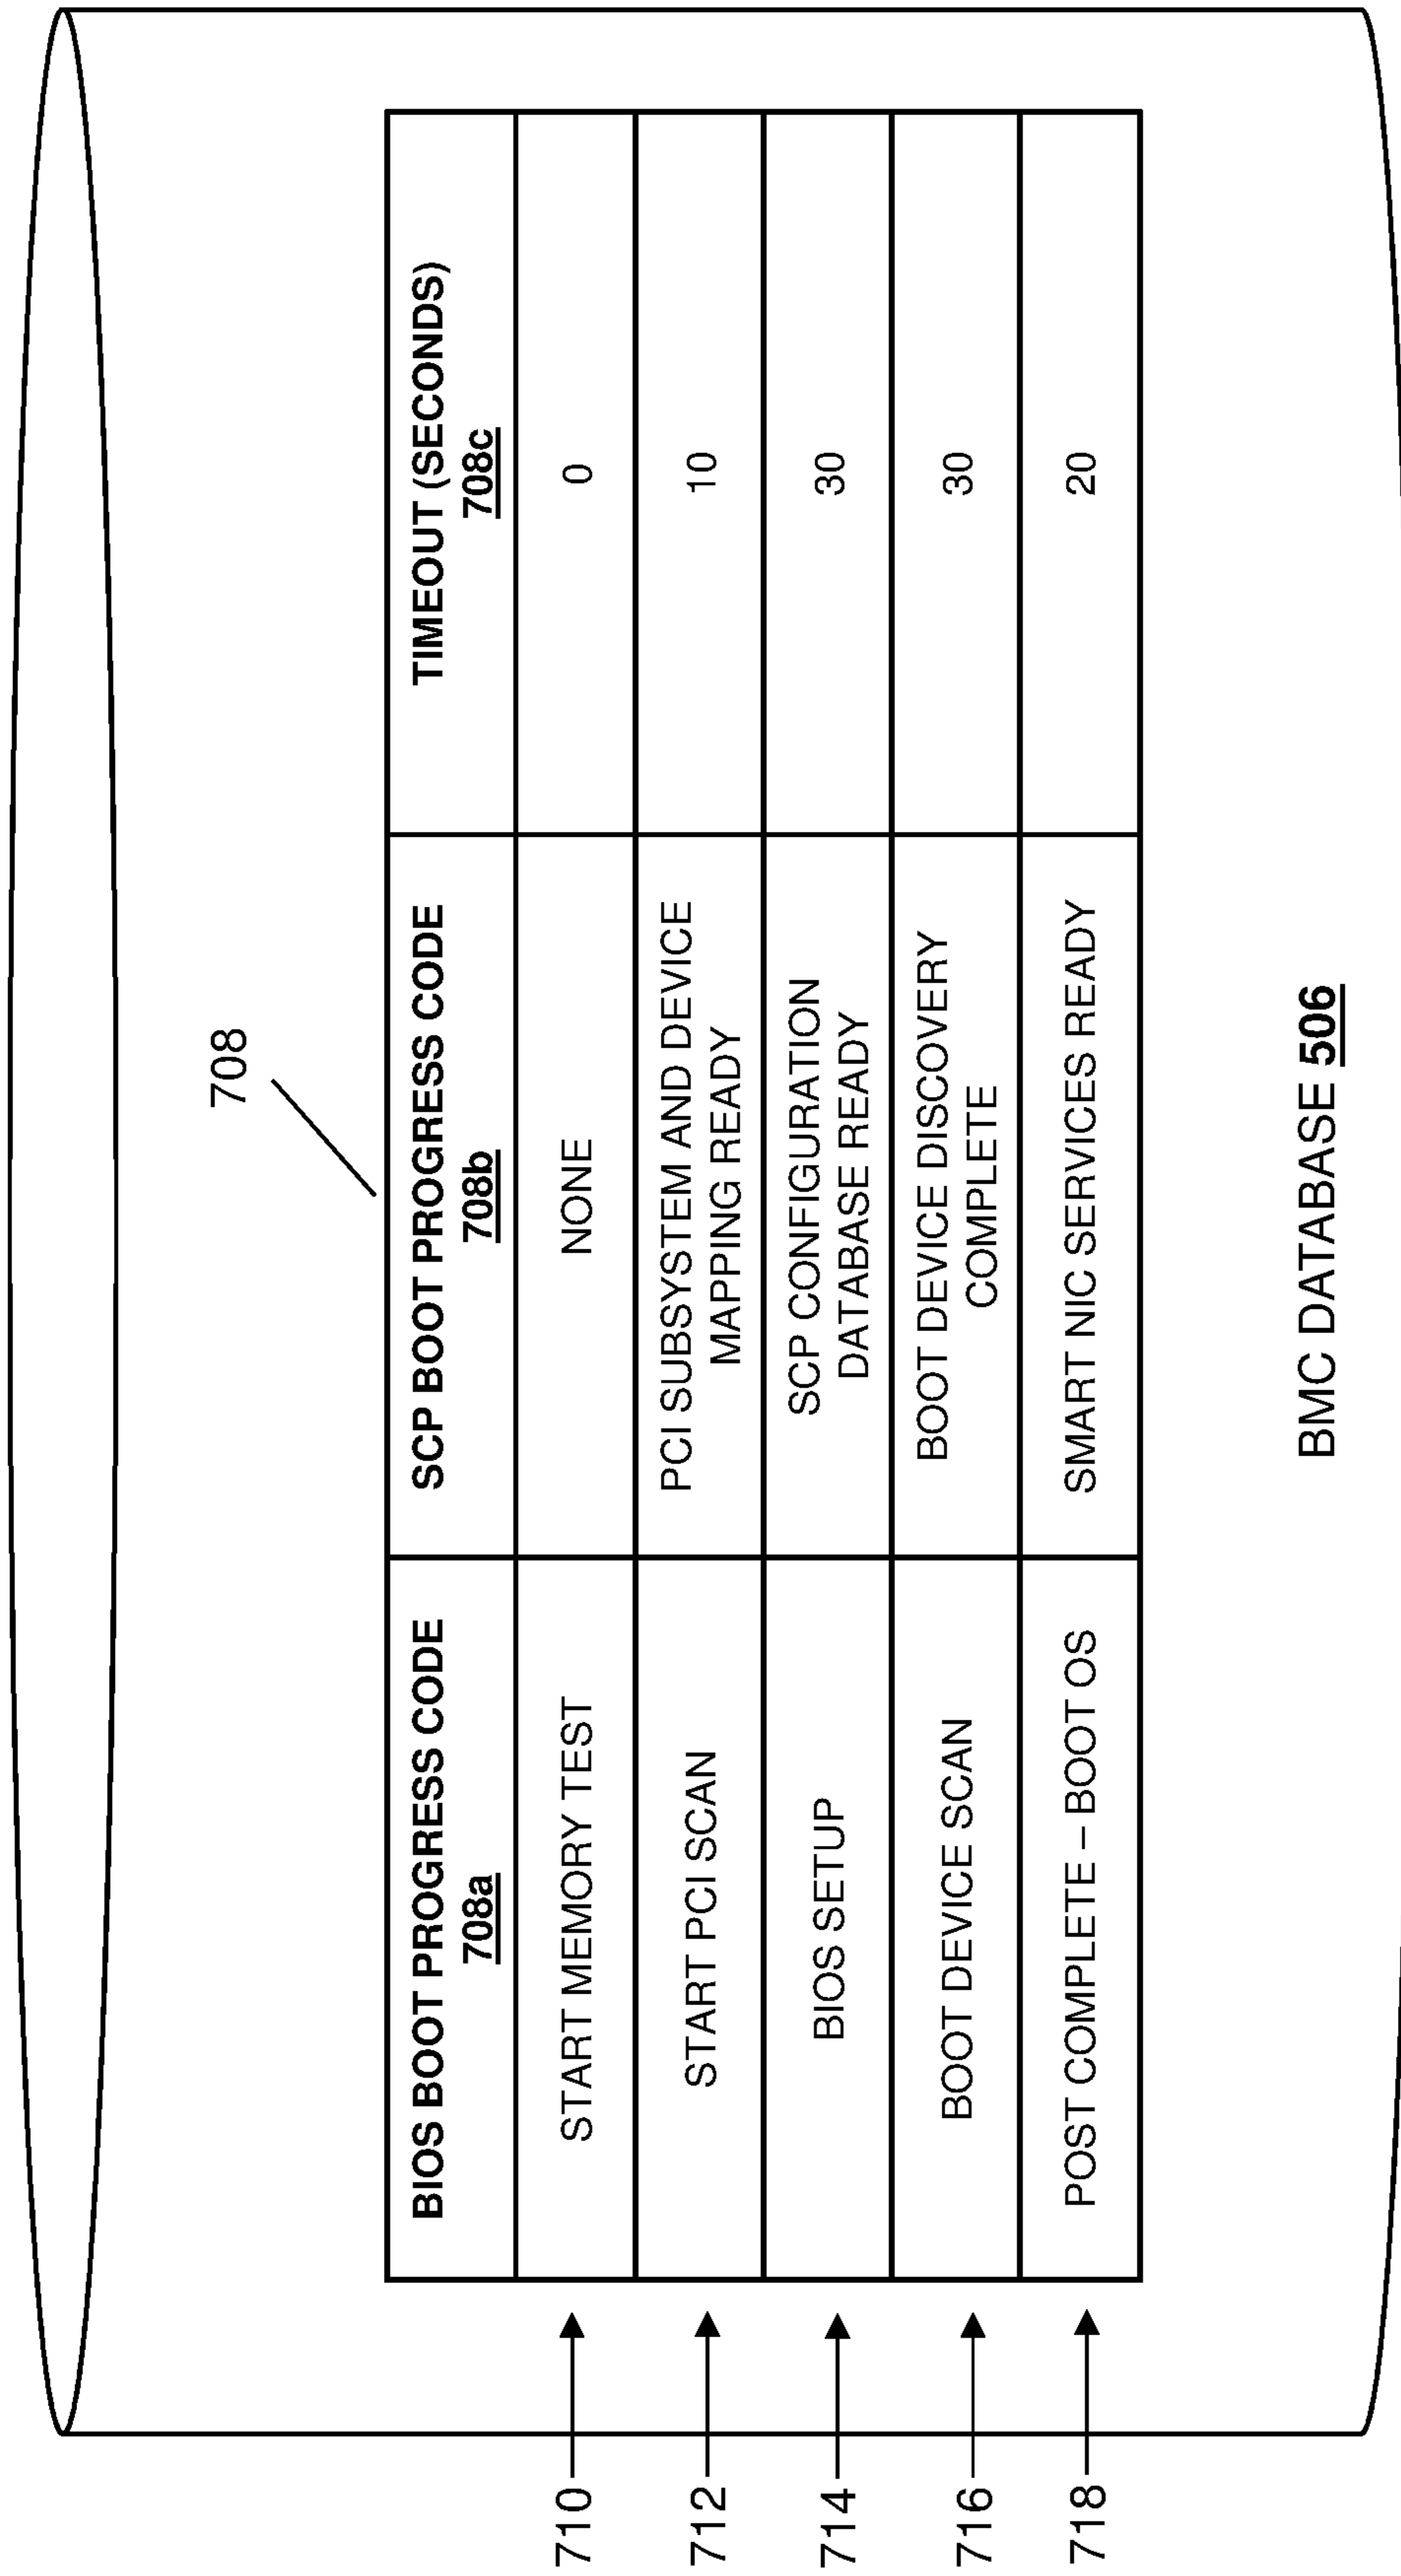 708
BIOS BOOT PROGRESS CODE
708a
SCP BOOT PROGRESS CODE
708b
TIMEOUT (SECONDS)
708c
710
START MEMORY TEST
NONE
0
712
START PCI SCAN
PCI SUBSYSTEM AND DEVICE
MAPPING READY
10
714
BIOS SETUP
SCP CONFIGURATION
DATABASE READY
30
716
BOOT DEVICE SCAN
BOOT DEVICE DISCOVERY
COMPLETE
30
718
POST COMPLETE – BOOT OS
SMART NIC SERVICES READY
20
BMC DATABASE 506